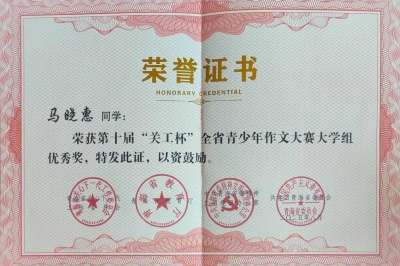 荣誉证书
HONORARY CREDENTIAL
马晓惠 同学：
荣获第十届“关工杯”全省青少年作文大赛大学组
优秀奖，特发此证，以资鼓励。